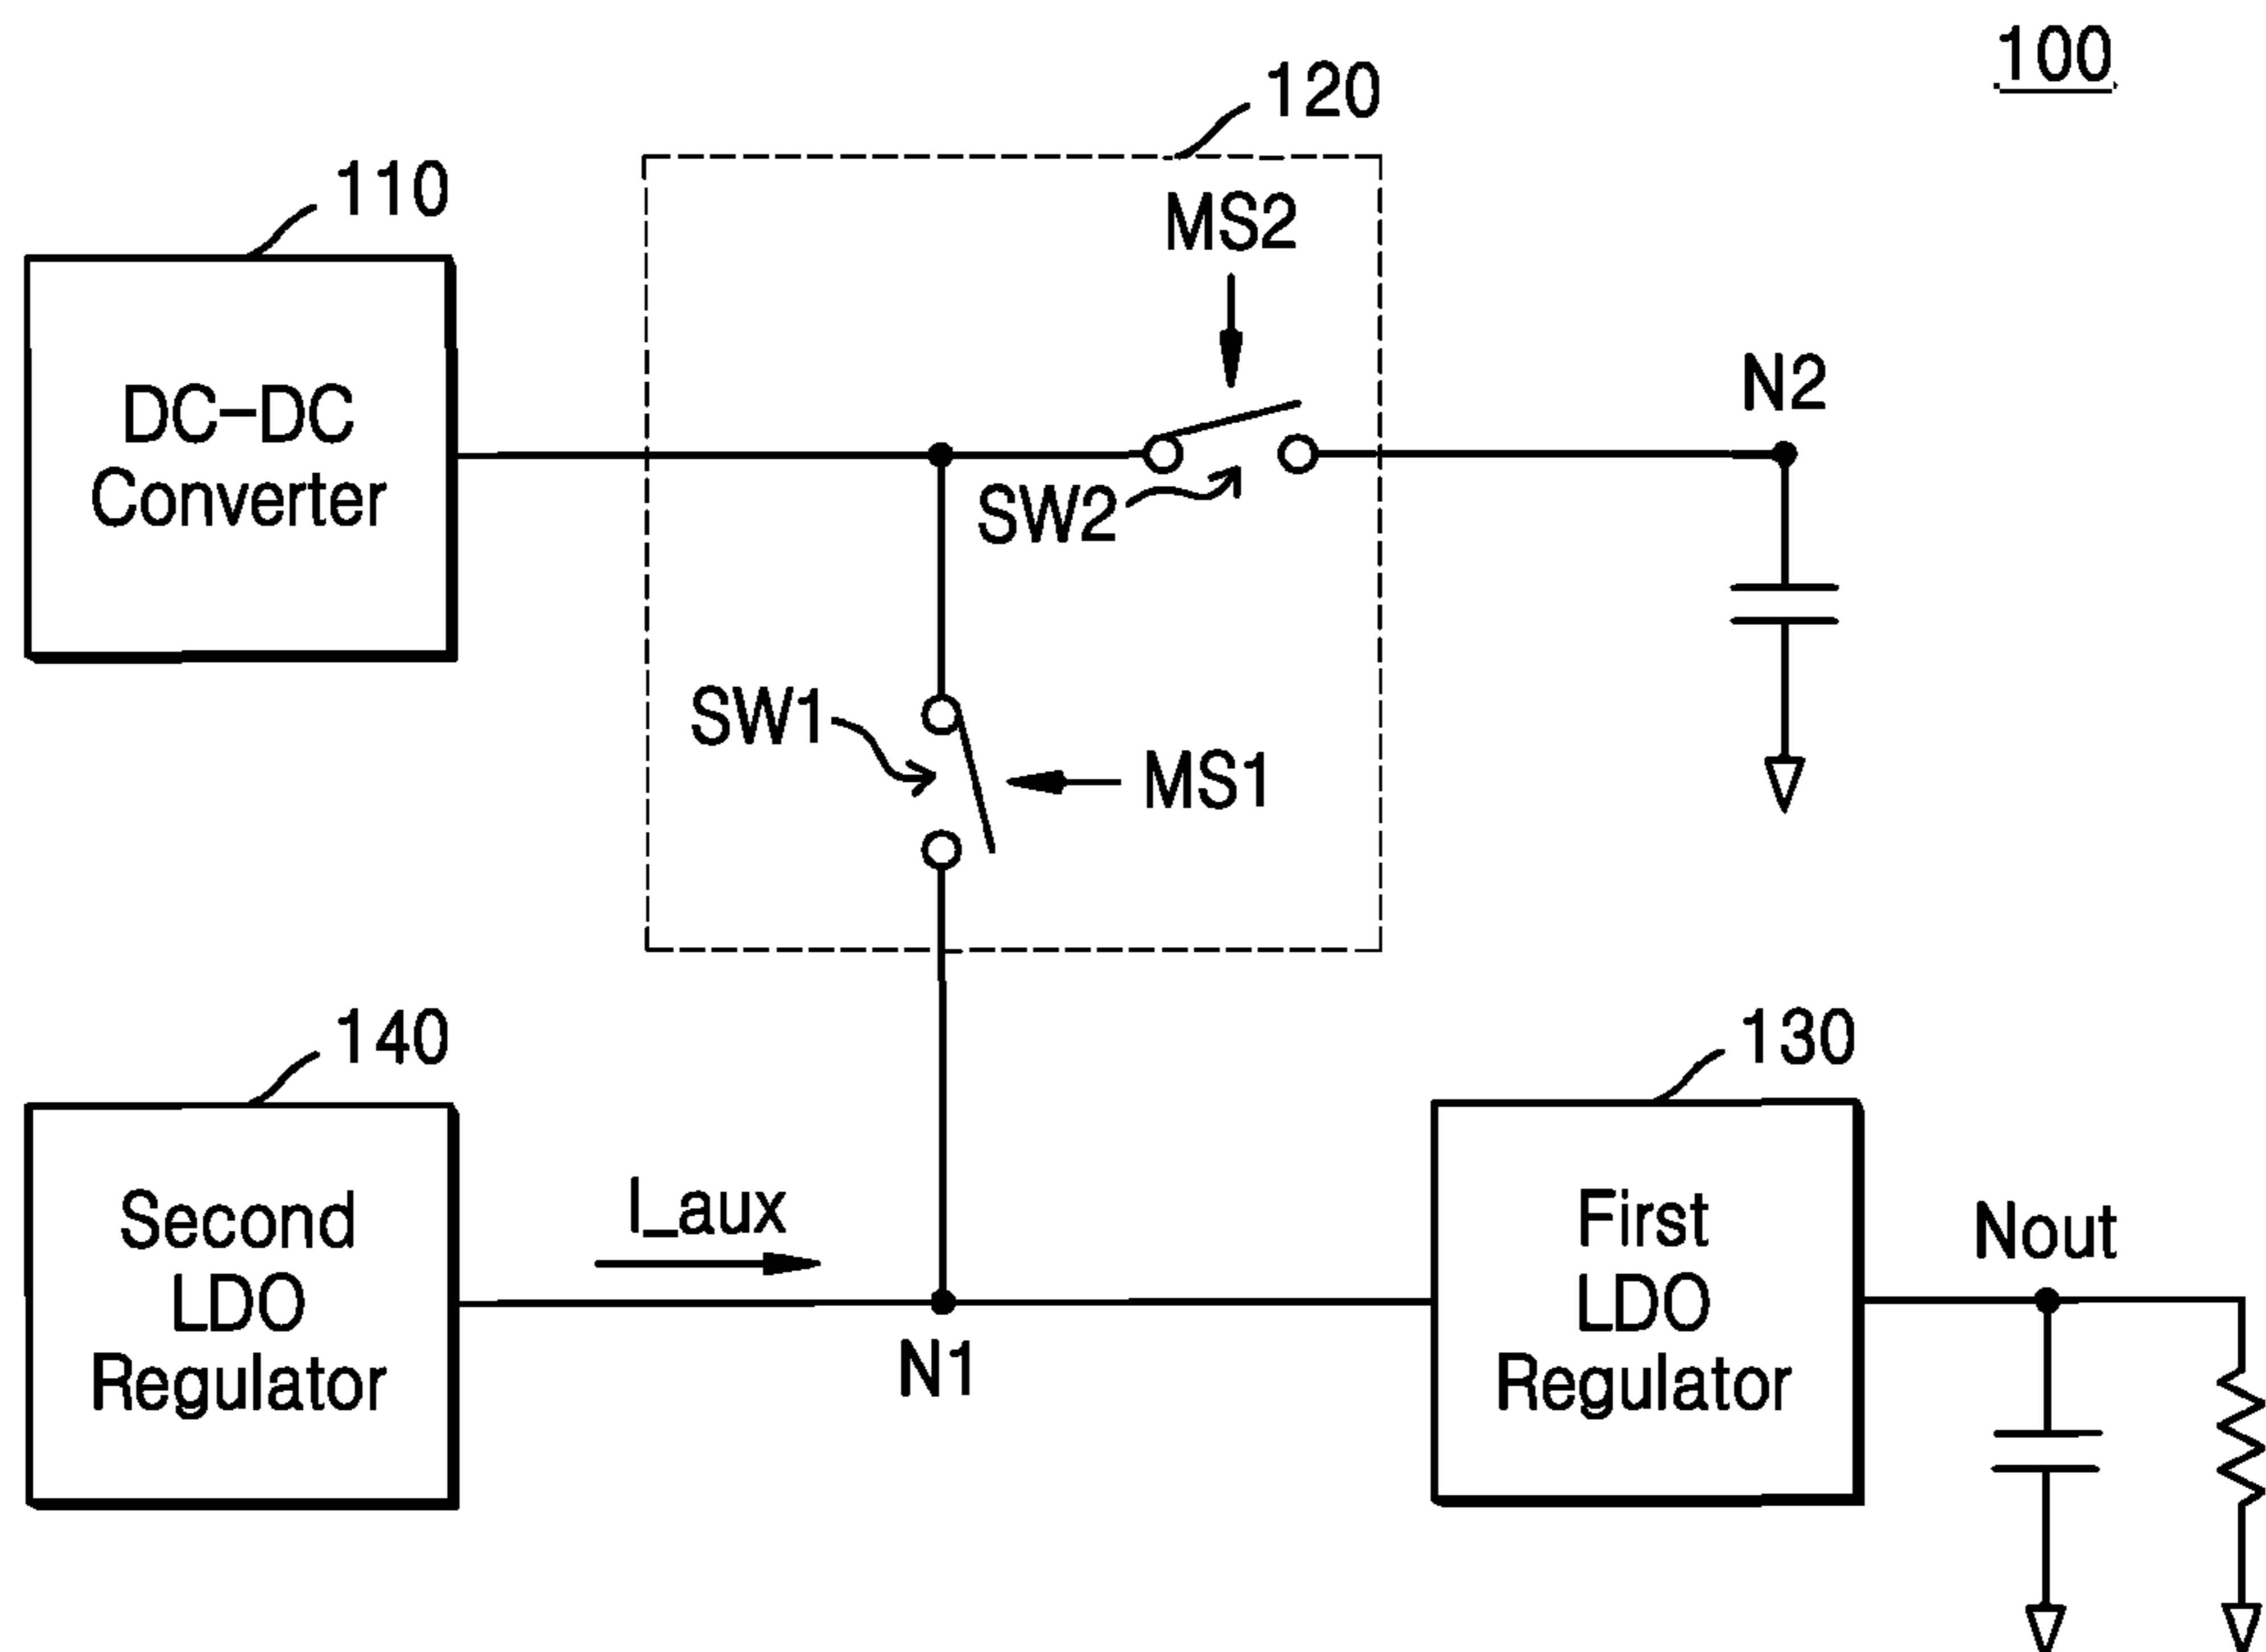 100
120
110
MS2
DC-DC
Converter
N2
SW2
SW1
MS1
140
130
Second
LDO
Regulator
I_aux
First
LDO
Regulator
Nout
N1